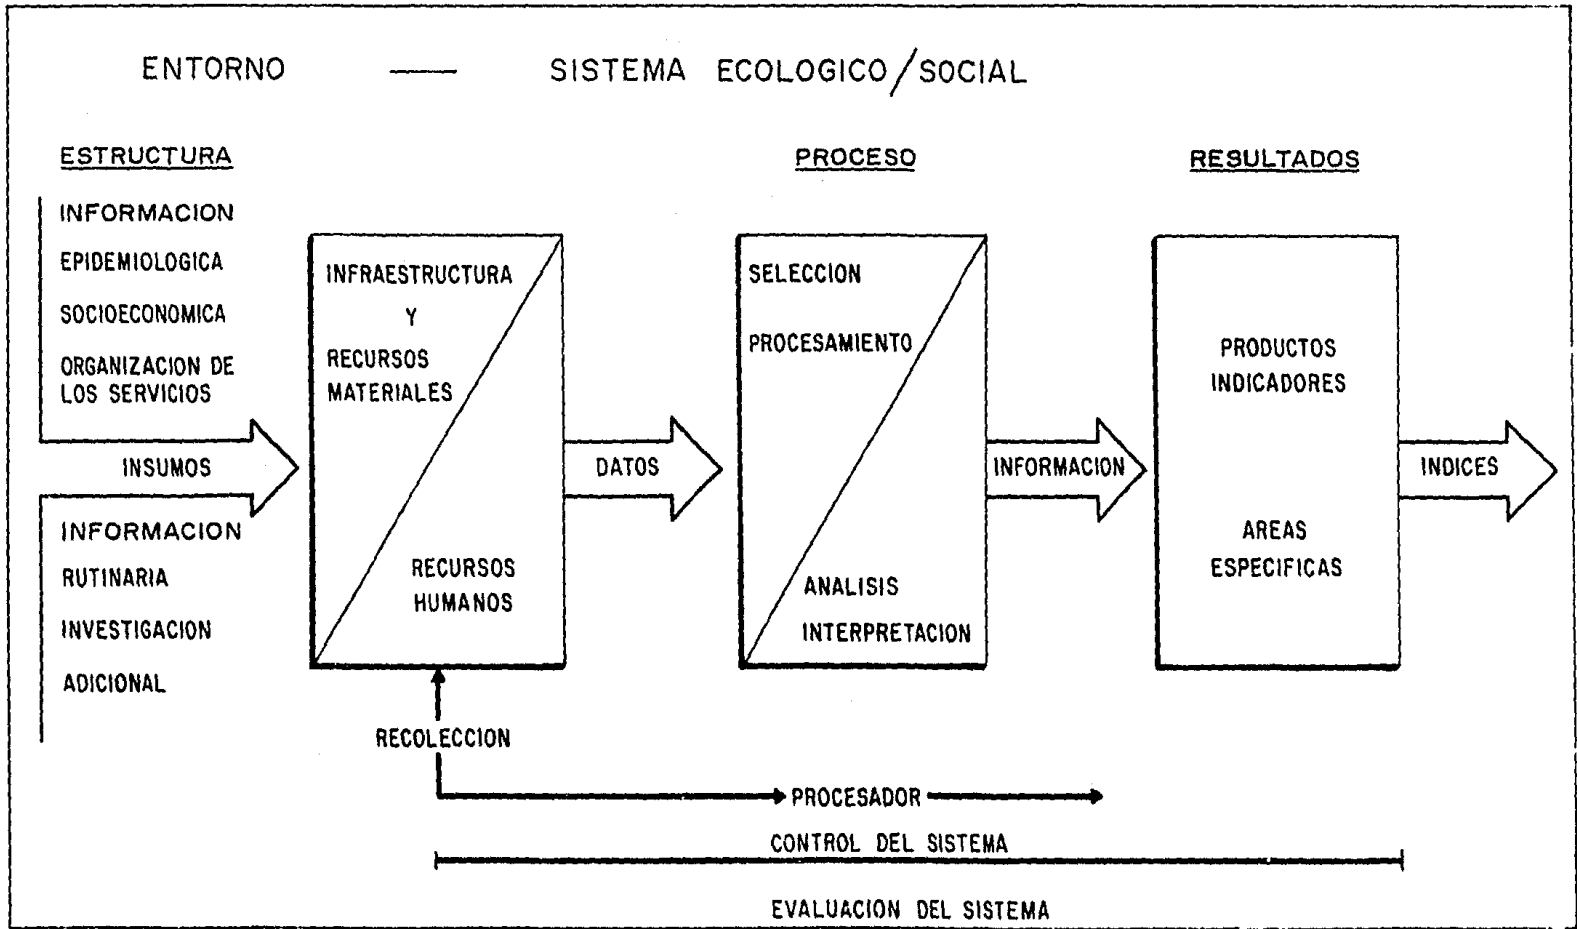 ENTORNO — SISTEMA ECOLOGICO/SOCIAL
ESTRUCTURA
PROCESO
RESULTADOS
INFORMACION
EPIDEMIOLOGICA
SOCIOECONOMICA
ORGANIZACION DE
LOS SERVICIOS
INSUMOS
INFORMACION
RUTINARIA
INVESTIGACION
ADICIONAL
INFRAESTRUCTURA
Y
RECURSOS
MATERIALES
RECURSOS
HUMANOS
DATOS
SELECCION
PROCESAMIENTO
ANALISIS
INTERPRETACION
INFORMACION
PRODUCTOS
INDICADORES
AREAS
ESPECIFICAS
INDICES
RECOLECCION
PROCESADOR
CONTROL DEL SISTEMA
EVALUACION DEL SISTEMA